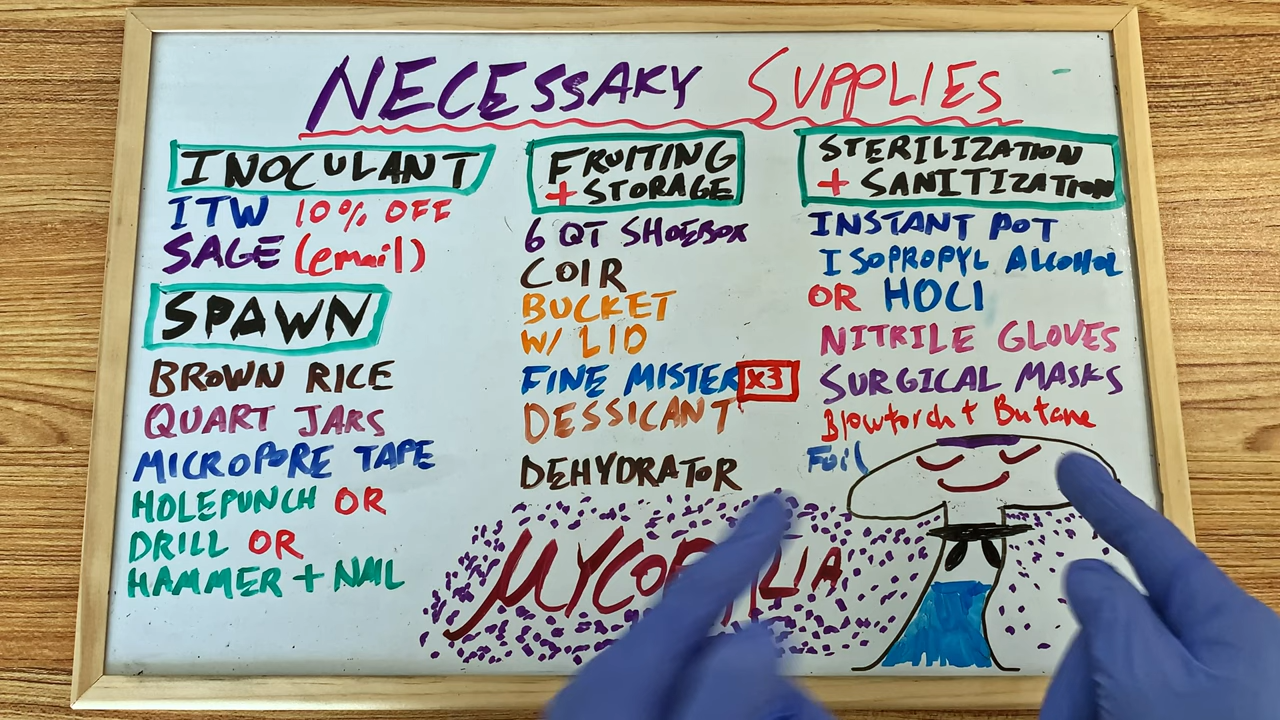 NECESSARY SUPPLIES
INOCULANT
ITW 10% OFF
SAGE (email)
SPAWN
BROWN RICE
QUART JARS
MICROPORE TAPE
HOLEPUNCH OR
DRILL OR
HAMMER + NAIL
FRUITING
+ STORAGE
6 QT SHOEBOX
COIR
BUCKET
W/ LID
FINE MISTER x3
DESSICANT
DEHYDRATOR
STERILIZATION
+ SANITIZATION
INSTANT POT
ISOPROPYL ALCOHOL
OR HOCl
NITRILE GLOVES
SURGICAL MASKS
Blowtorch + Butane
Foil